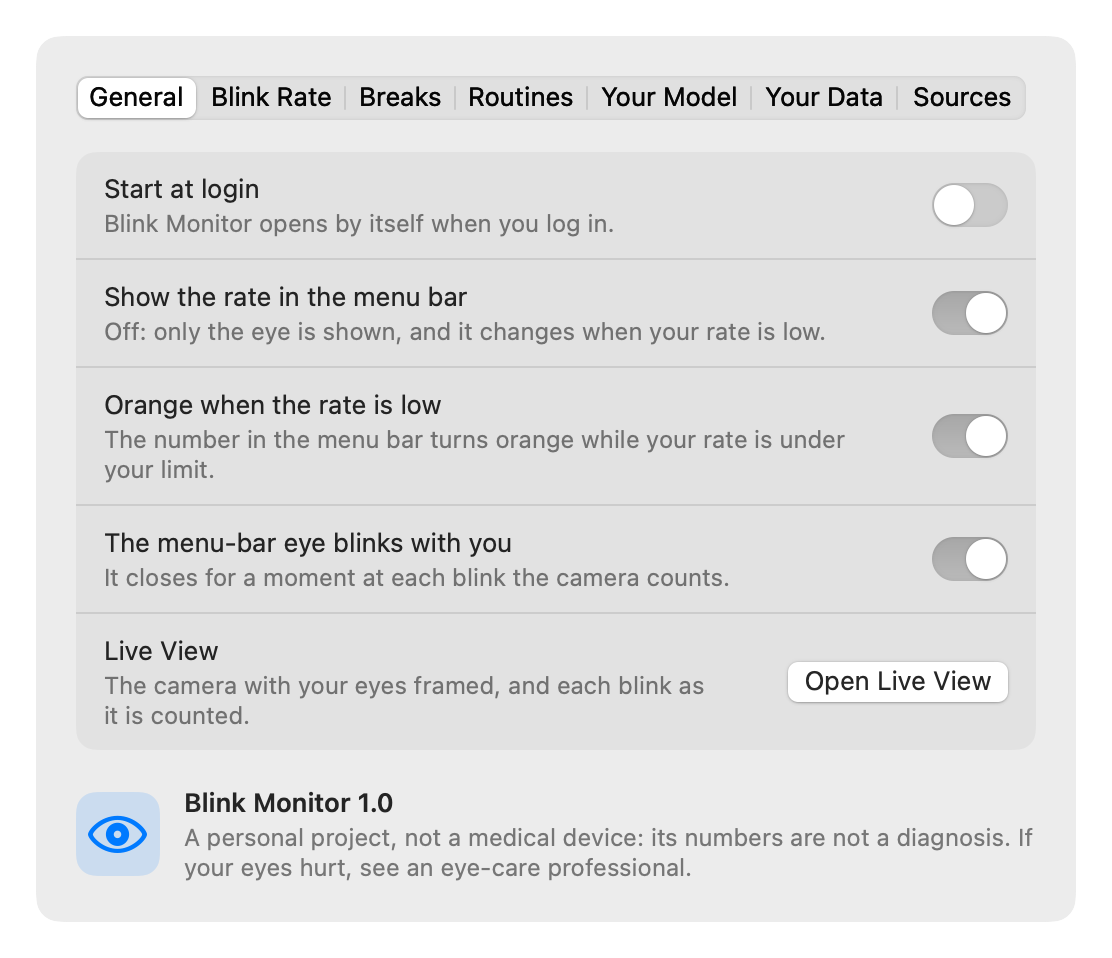 General
Blink Rate
Breaks
Routines
Your Model
Your Data
Sources
Start at login
Blink Monitor opens by itself when you log in.
Show the rate in the menu bar
Off: only the eye is shown, and it changes when your rate is low.
Orange when the rate is low
The number in the menu bar turns orange while your rate is under
your limit.
The menu-bar eye blinks with you
It closes for a moment at each blink the camera counts.
Live View
The camera with your eyes framed, and each blink as
it is counted.
Open Live View
Blink Monitor 1.0
A personal project, not a medical device: its numbers are not a diagnosis. If
your eyes hurt, see an eye-care professional.